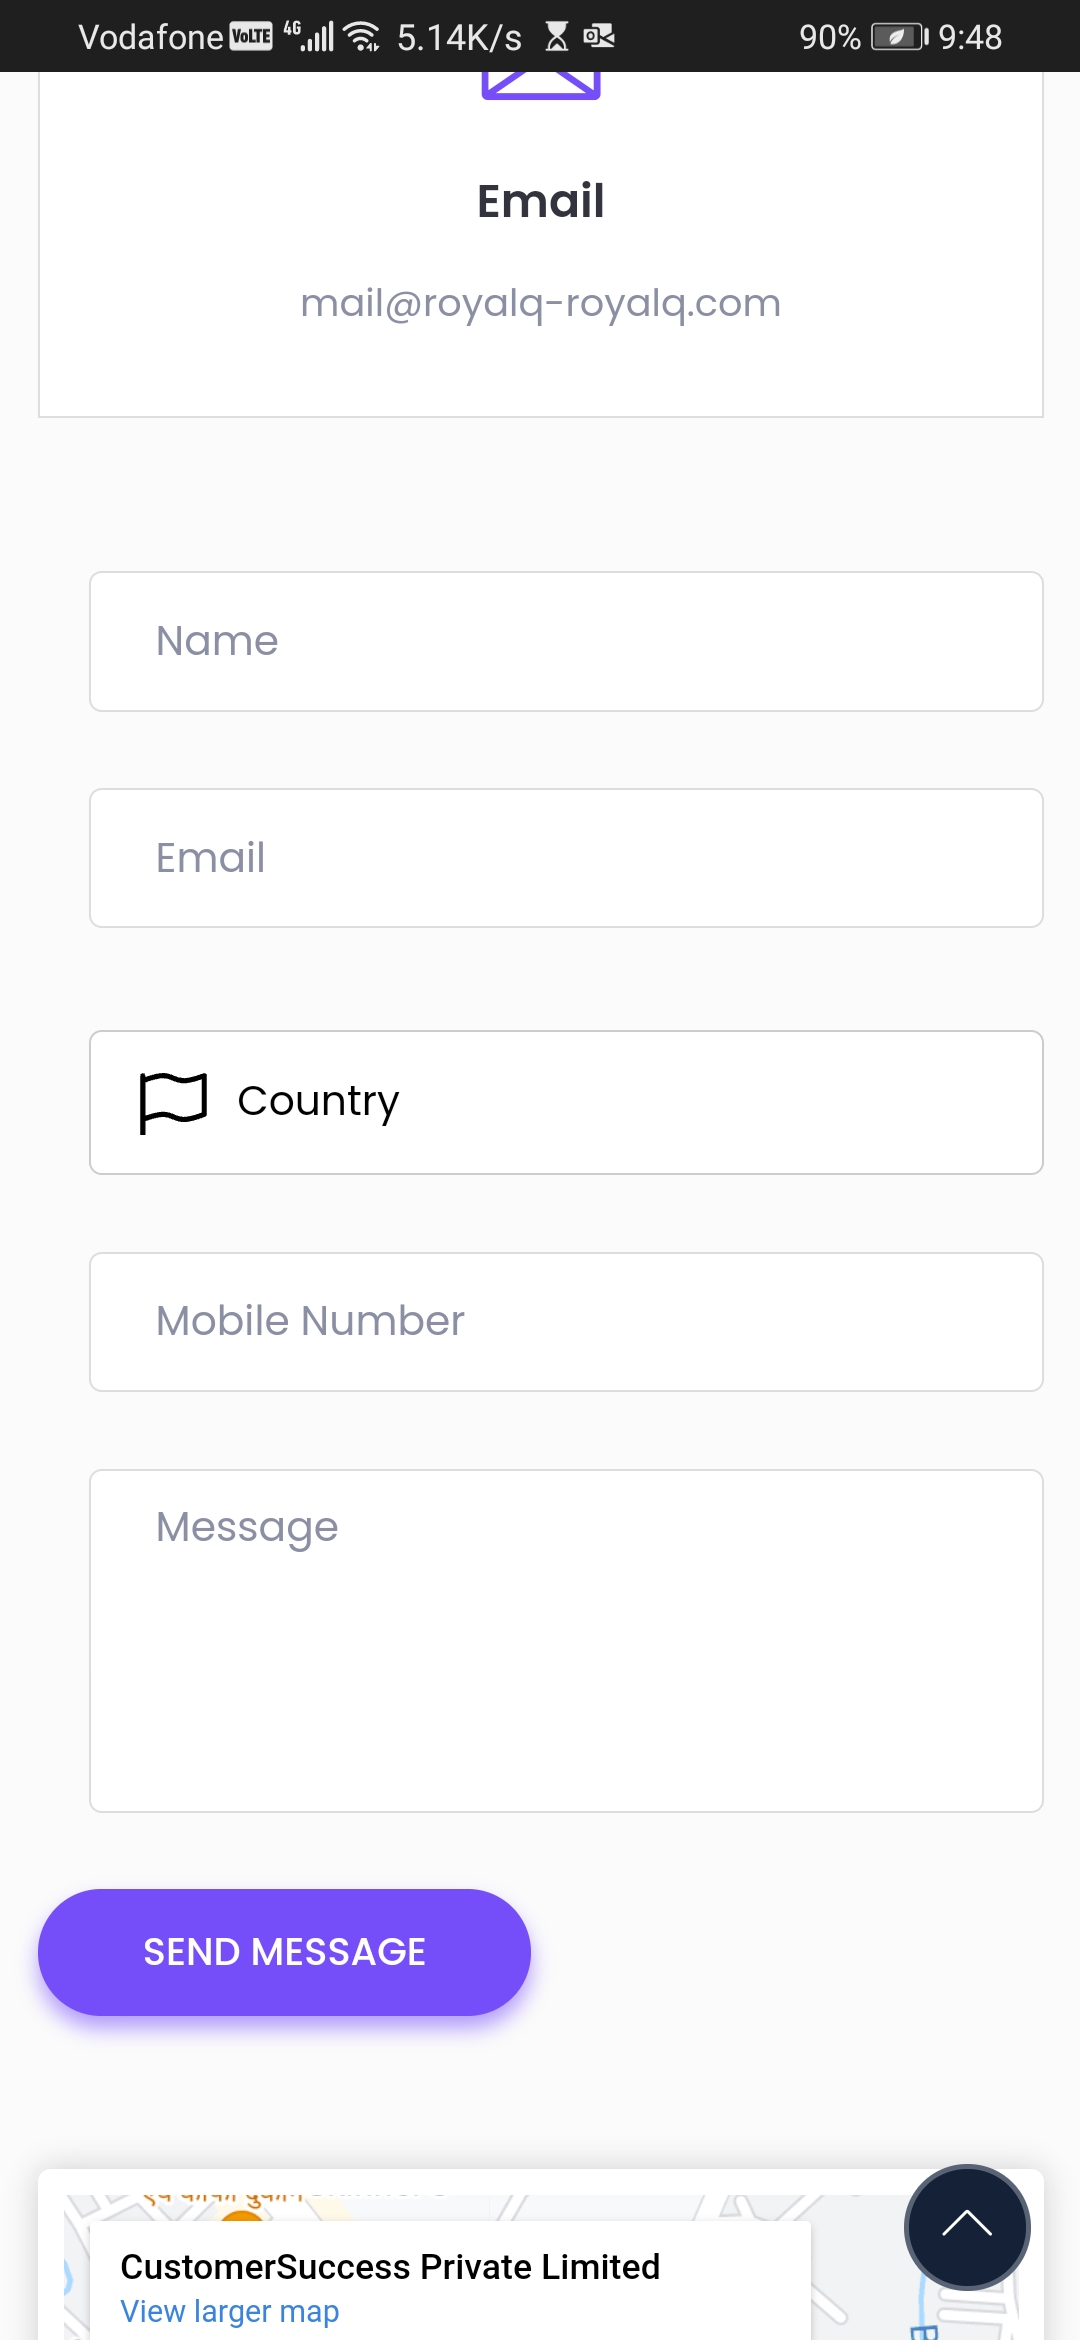 Vodafone VoLTE 4G 5.14K/s 90% 9:48
Email
mail@royalq-royalq.com
Name
Email
Country
Mobile Number
Message
SEND MESSAGE
CustomerSuccess Private Limited
View larger map